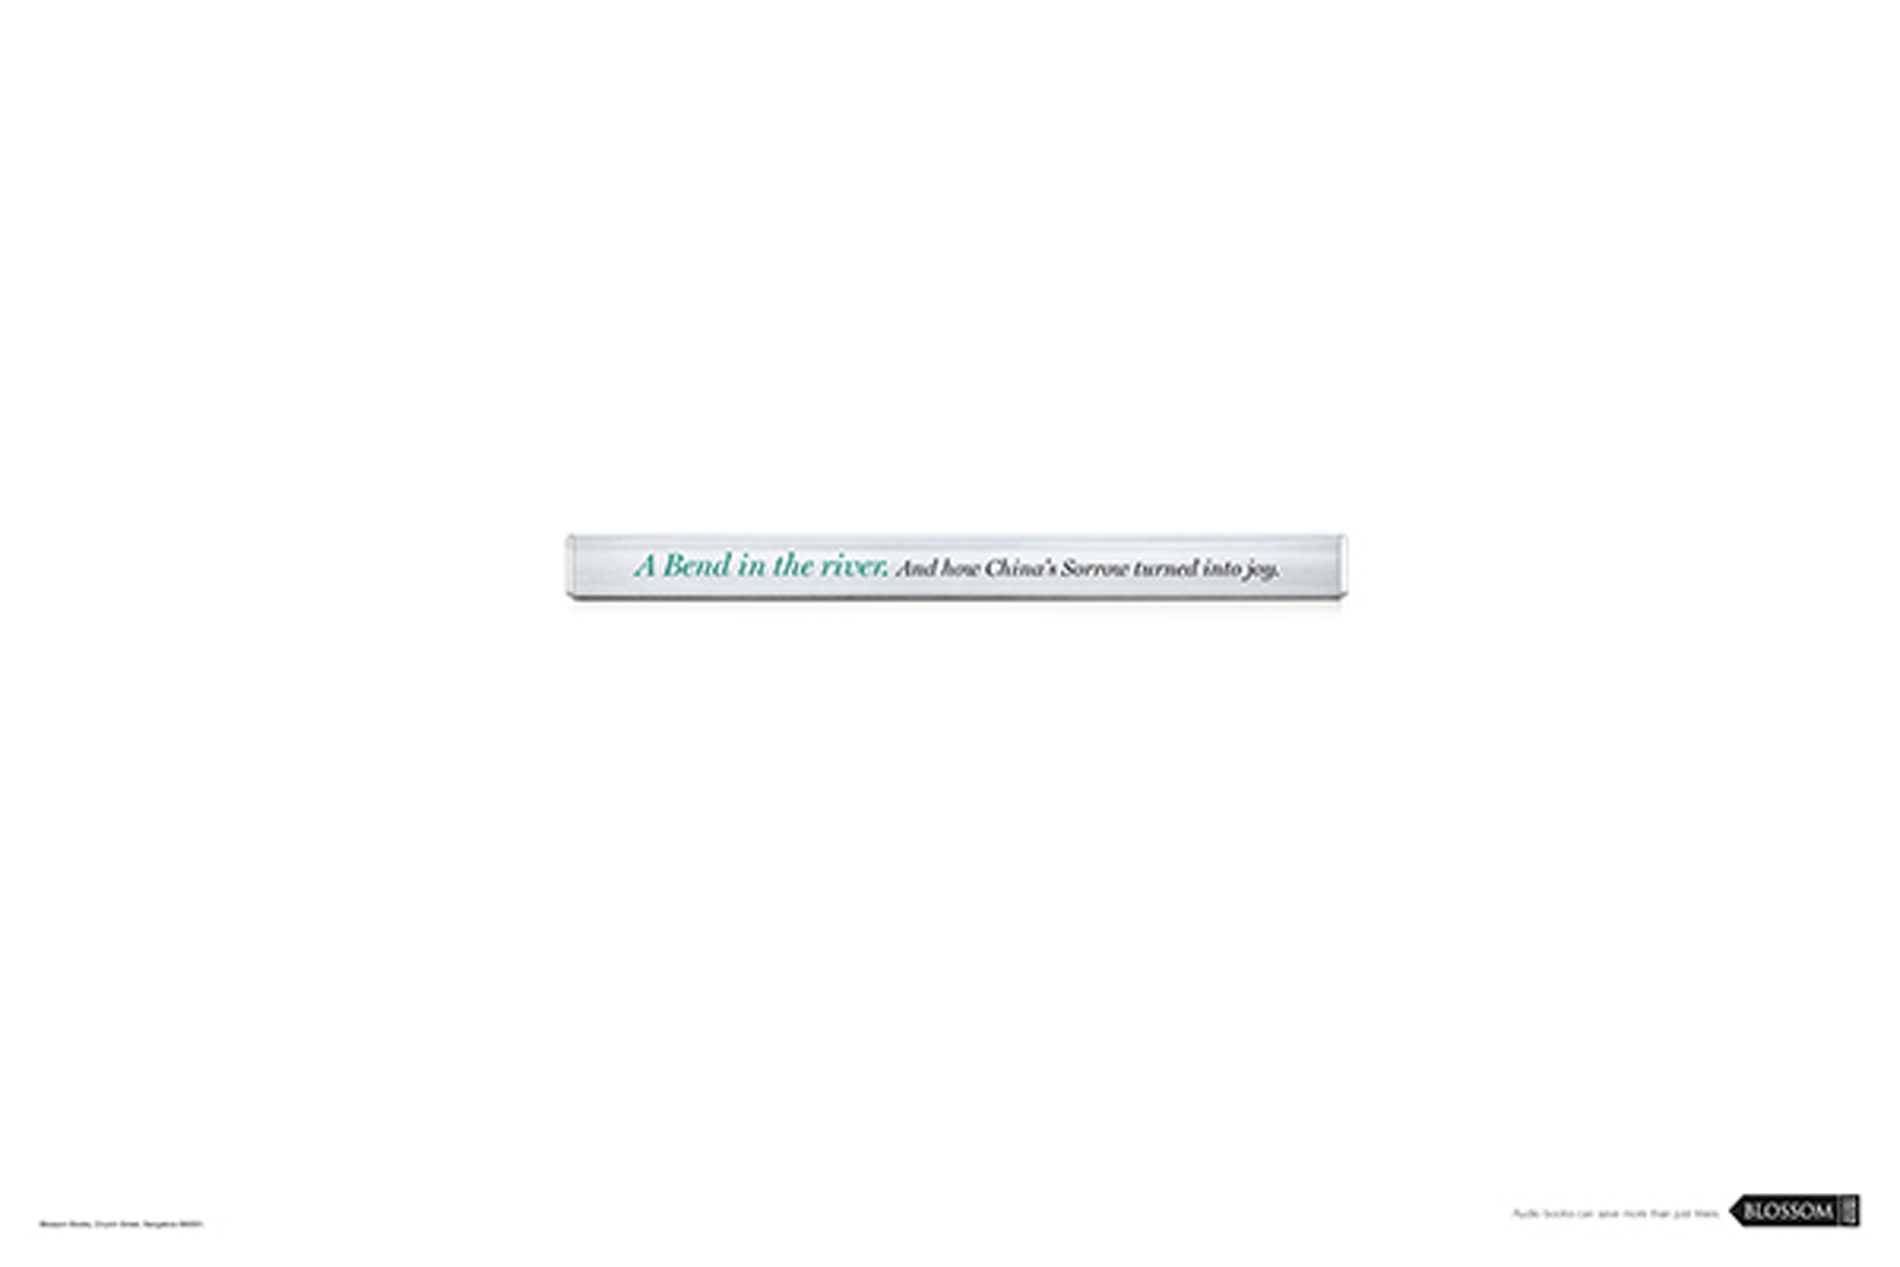 A Bend in the river. And how China's Sorrow turned into joy.
Blossom Books, Church Street, Bangalore 560001.
Audio books can save more than just trees.
BLOSSOM